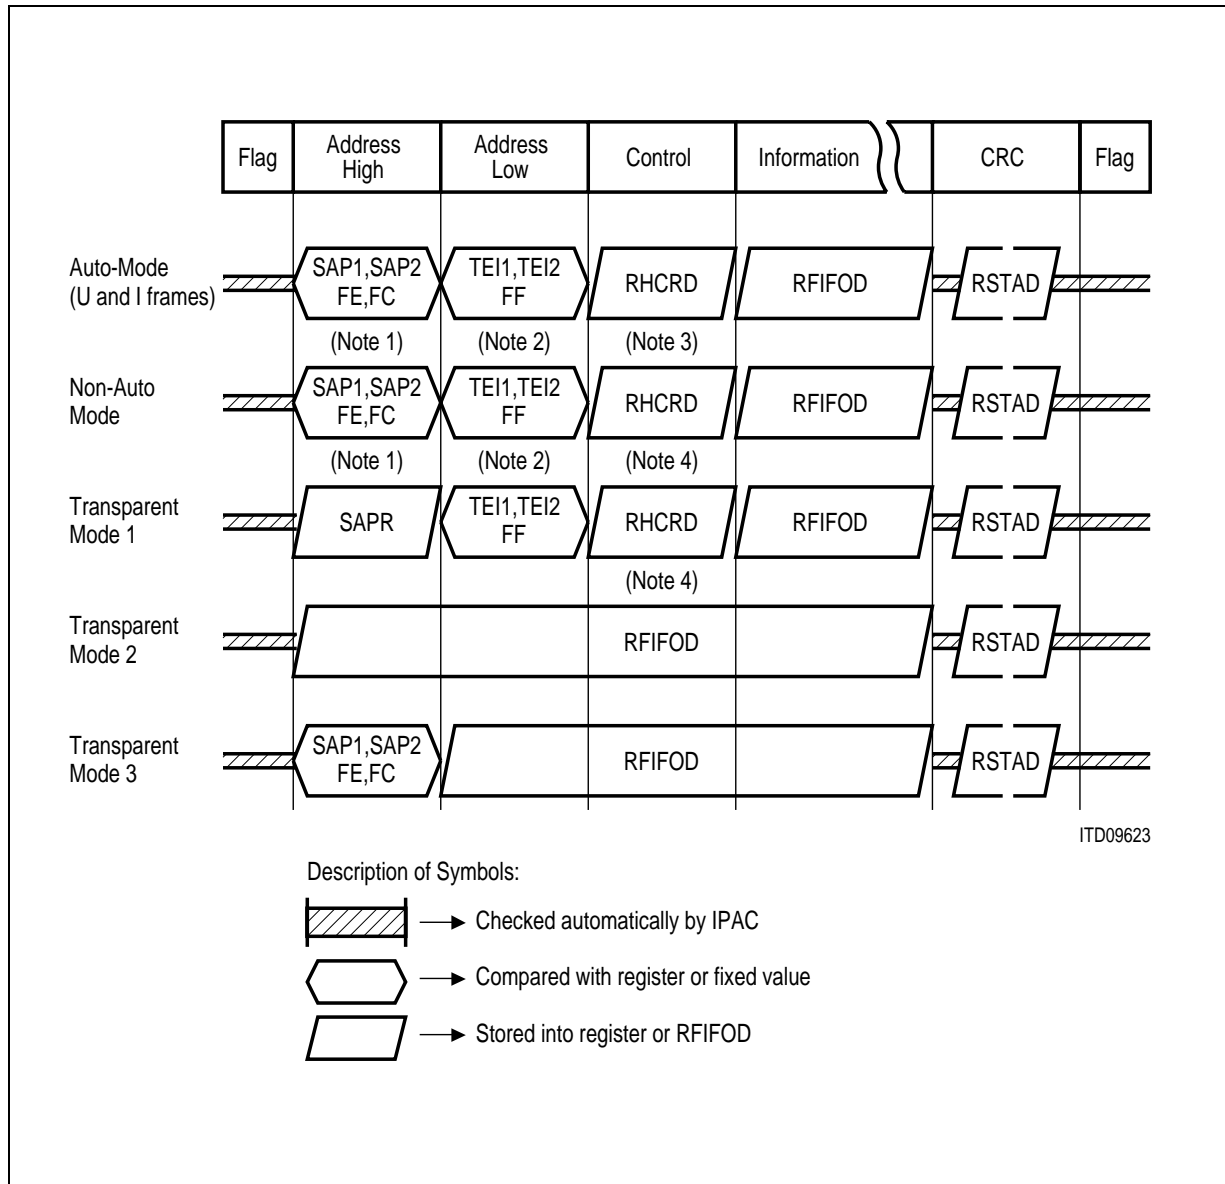 Flag
Address
High
Address
Low
Control
Information
CRC
Flag
Auto-Mode
(U and I frames)
SAP1,SAP2
FE,FC
TEI1,TEI2
FF
RHCRD
RFIFOD
RSTAD
(Note 1)
(Note 2)
(Note 3)
Non-Auto
Mode
SAP1,SAP2
FE,FC
TEI1,TEI2
FF
RHCRD
RFIFOD
RSTAD
(Note 1)
(Note 2)
(Note 4)
Transparent
Mode 1
SAPR
TEI1,TEI2
FF
RHCRD
RFIFOD
RSTAD
(Note 4)
Transparent
Mode 2
RFIFOD
RSTAD
Transparent
Mode 3
SAP1,SAP2
FE,FC
RFIFOD
RSTAD
ITD09623
Description of Symbols:
Checked automatically by IPAC
Compared with register or fixed value
Stored into register or RFIFOD